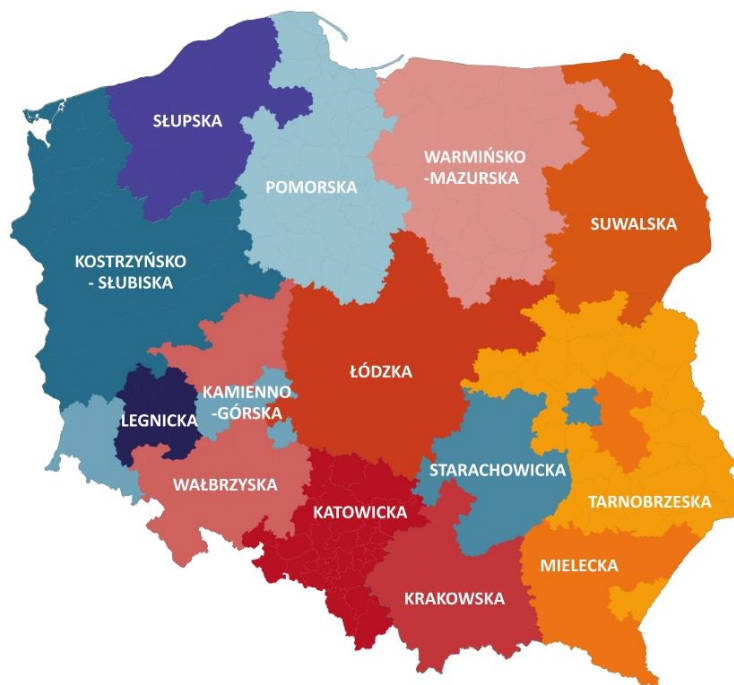 SŁUPSKA
POMORSKA
WARMIŃSKO
-MAZURSKA
SUWALSKA
KOSTRZYŃSKO
- SŁUBISKA
ŁÓDZKA
KAMIENNO
-GÓRSKA
LEGNICKA
WAŁBRZYSKA
STARACHOWICKA
KATOWICKA
TARNOBRZESKA
MIELECKA
KRAKOWSKA